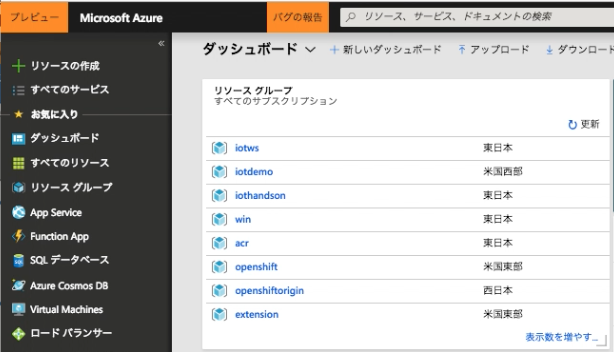 プレビュー Microsoft Azure バグの報告 リソース、サービス、ドキュメントの検索
«
リソースの作成
すべてのサービス
お気に入り
ダッシュボード
すべてのリソース
リソース グループ
App Service
Function App
SQL データベース
Azure Cosmos DB
Virtual Machines
ロード バランサー
ダッシュボード 新しいダッシュボード アップロード ダウンロー
リソース グループ
すべてのサブスクリプション
更新
iotws 東日本
iotdemo 米国西部
iothandson 東日本
win 東日本
acr 東日本
openshift 米国東部
openshiftorigin 西日本
extension 米国東部
表示数を増やす...